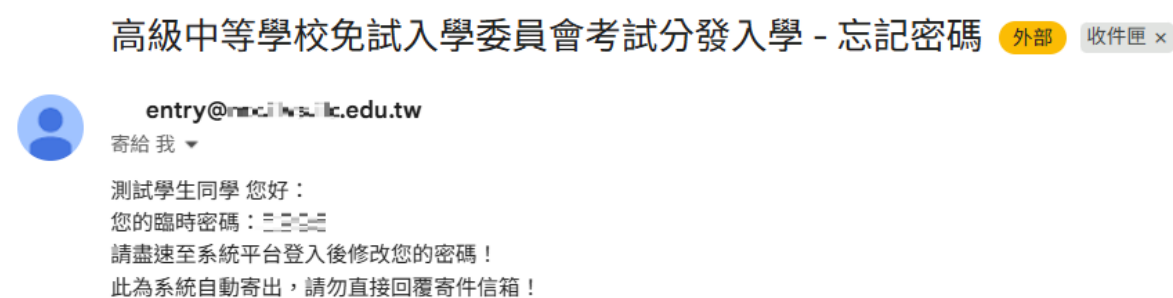 高級中等學校免試入學委員會考試分發入學 - 忘記密碼 外部 收件匣 ×
entry@ .edu.tw
寄給 我
測試學生同學 您好：
您的臨時密碼：
請盡速至系統平台登入後修改您的密碼！
此為系統自動寄出，請勿直接回覆寄件信箱！